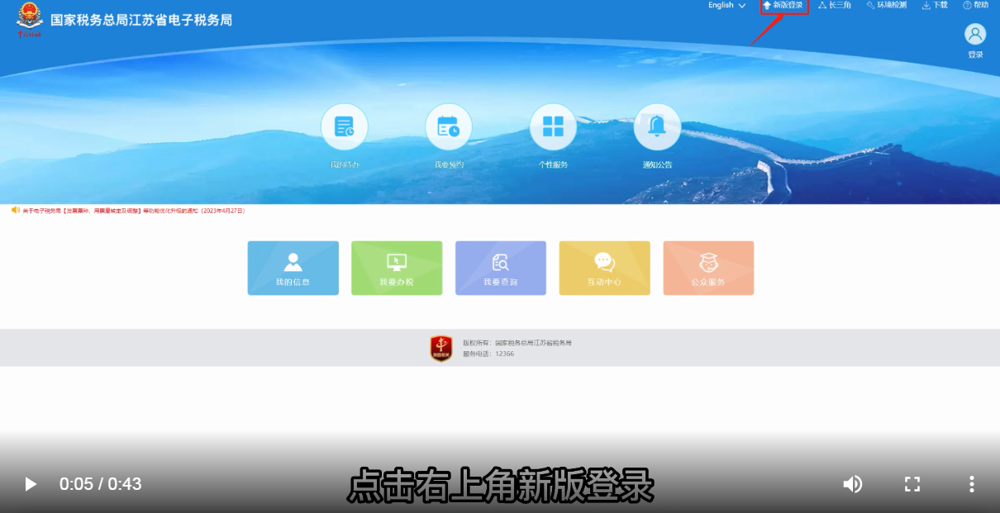 国家税务总局江苏省电子税务局
English
新版登录
长三角
环境检测
下载
帮助
登录
我的待办
我要预约
个性服务
通知公告
关于电子税务局【发票票种、用票量核定及调整】等功能优化升级的通知（2023年4月27日）
我的信息
我要办税
我要查询
互动中心
公众服务
版权所有：国家税务总局江苏省税务局
服务电话：12366
点击右上角新版登录
0:05 / 0:43